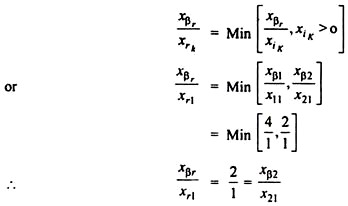 x_{β_r}/x_{r_k} = Min [x_{β_r}/x_{i_K}, x_{i_K} > o]
or x_{β_r}/x_{r1} = Min [x_{β1}/x_{11}, x_{β2}/x_{21}]
= Min [4/1, 2/1]
∴ x_{β_r}/x_{r1} = 2/1 = x_{β2}/x_{21}